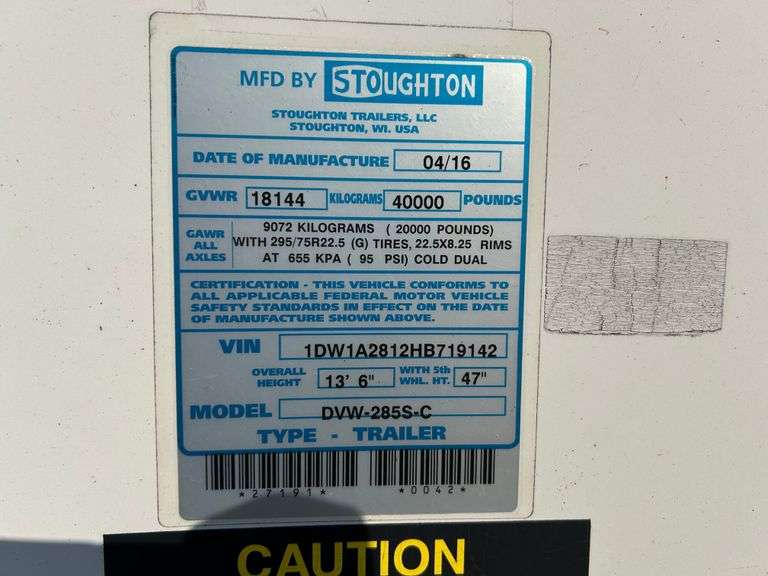 MFD BY STOUGHTON
STOUGHTON TRAILERS, LLC
STOUGHTON, WI. USA
DATE OF MANUFACTURE 04/16
GVWR 18144 KILOGRAMS 40000 POUNDS
GAWR ALL AXLES
9072 KILOGRAMS ( 20000 POUNDS)
WITH 295/75R22.5 (G) TIRES, 22.5X8.25 RIMS
AT 655 KPA ( 95 PSI) COLD DUAL
CERTIFICATION - THIS VEHICLE CONFORMS TO
ALL APPLICABLE FEDERAL MOTOR VEHICLE
SAFETY STANDARDS IN EFFECT ON THE DATE
OF MANUFACTURE SHOWN ABOVE.
VIN 1DW1A2812HB719142
OVERALL HEIGHT 13' 6" WITH 5th WHL. HT. 47"
MODEL DVW-285S-C
TYPE - TRAILER
*27191* *0042*
CAUTION